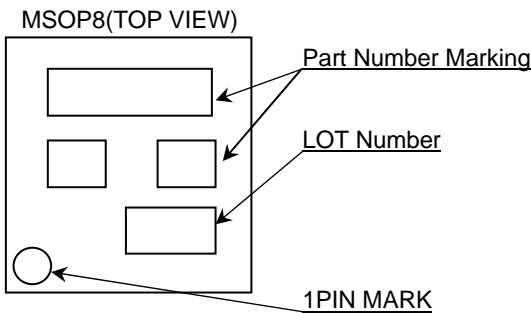 MSOP8(TOP VIEW)
Part Number Marking
LOT Number
1PIN MARK